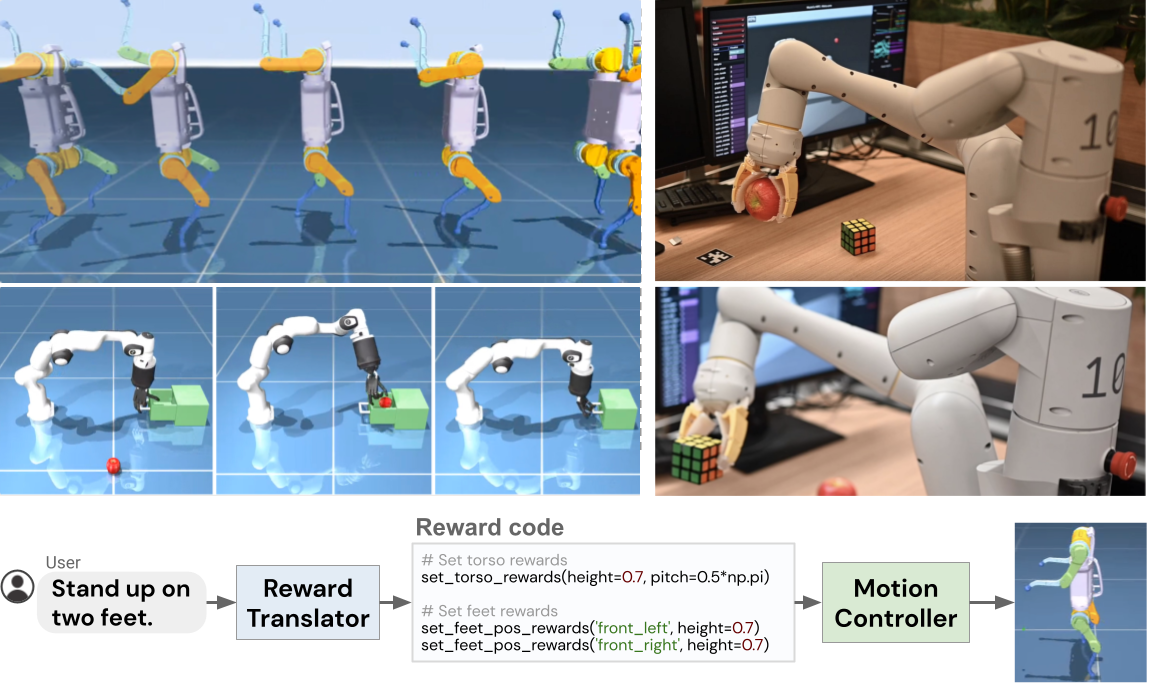 10
10
Reward code
User
Stand up on
two feet.
Reward
Translator
# Set torso rewards
set_torso_rewards(height=0.7, pitch=0.5*np.pi)
# Set feet rewards
set_feet_pos_rewards('front_left', height=0.7)
set_feet_pos_rewards('front_right', height=0.7)
Motion
Controller